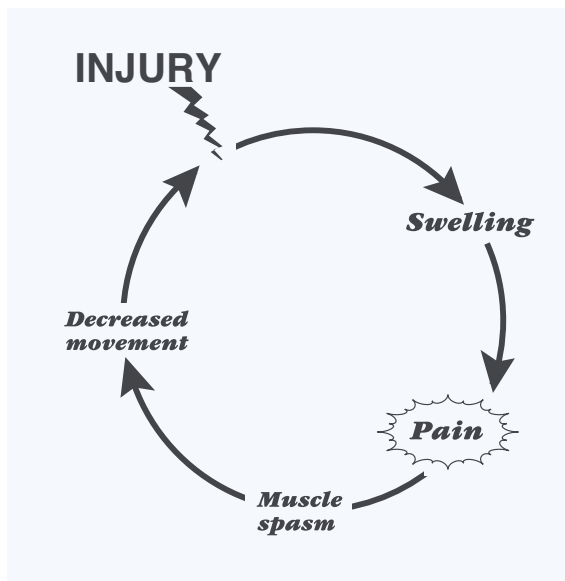 INJURY
Swelling
Pain
Muscle
spasm
Decreased
movement